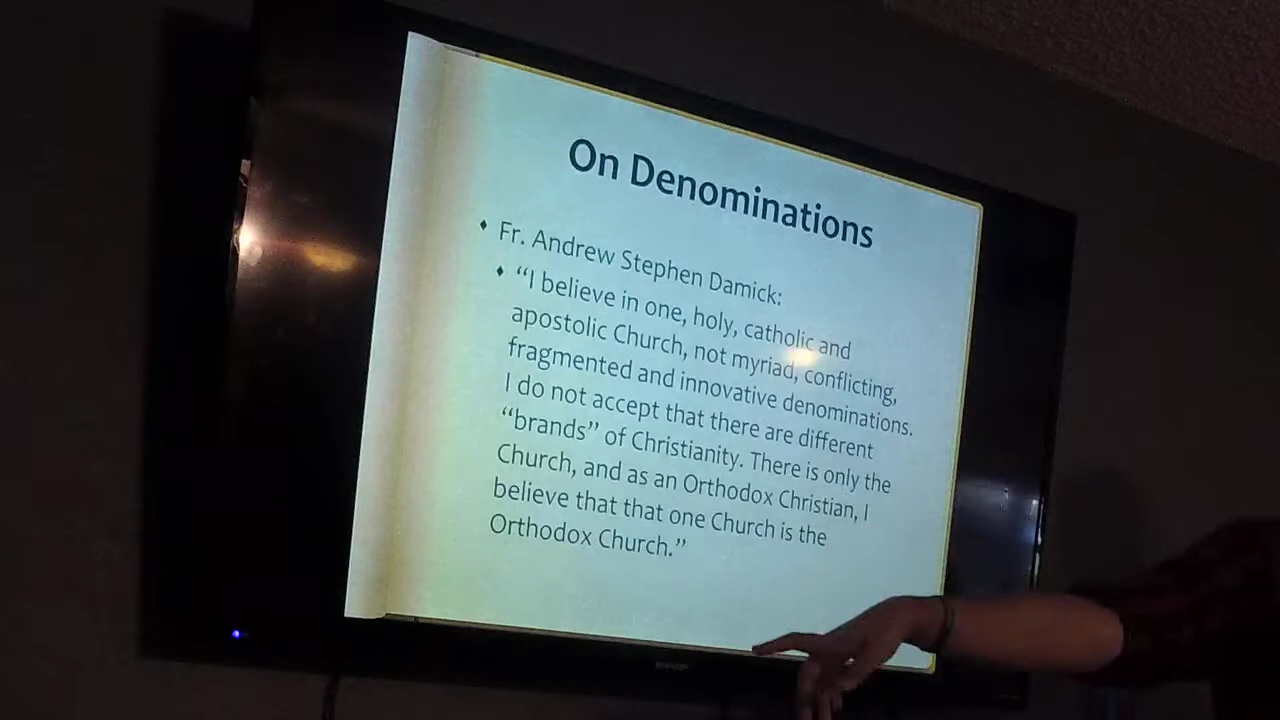 On Denominations
♦ Fr. Andrew Stephen Damick:
♦ “I believe in one, holy, catholic and
apostolic Church, not myriad, conflicting,
fragmented and innovative denominations.
I do not accept that there are different
“brands” of Christianity. There is only the
Church, and as an Orthodox Christian, I
believe that that one Church is the
Orthodox Church.”
SHARP